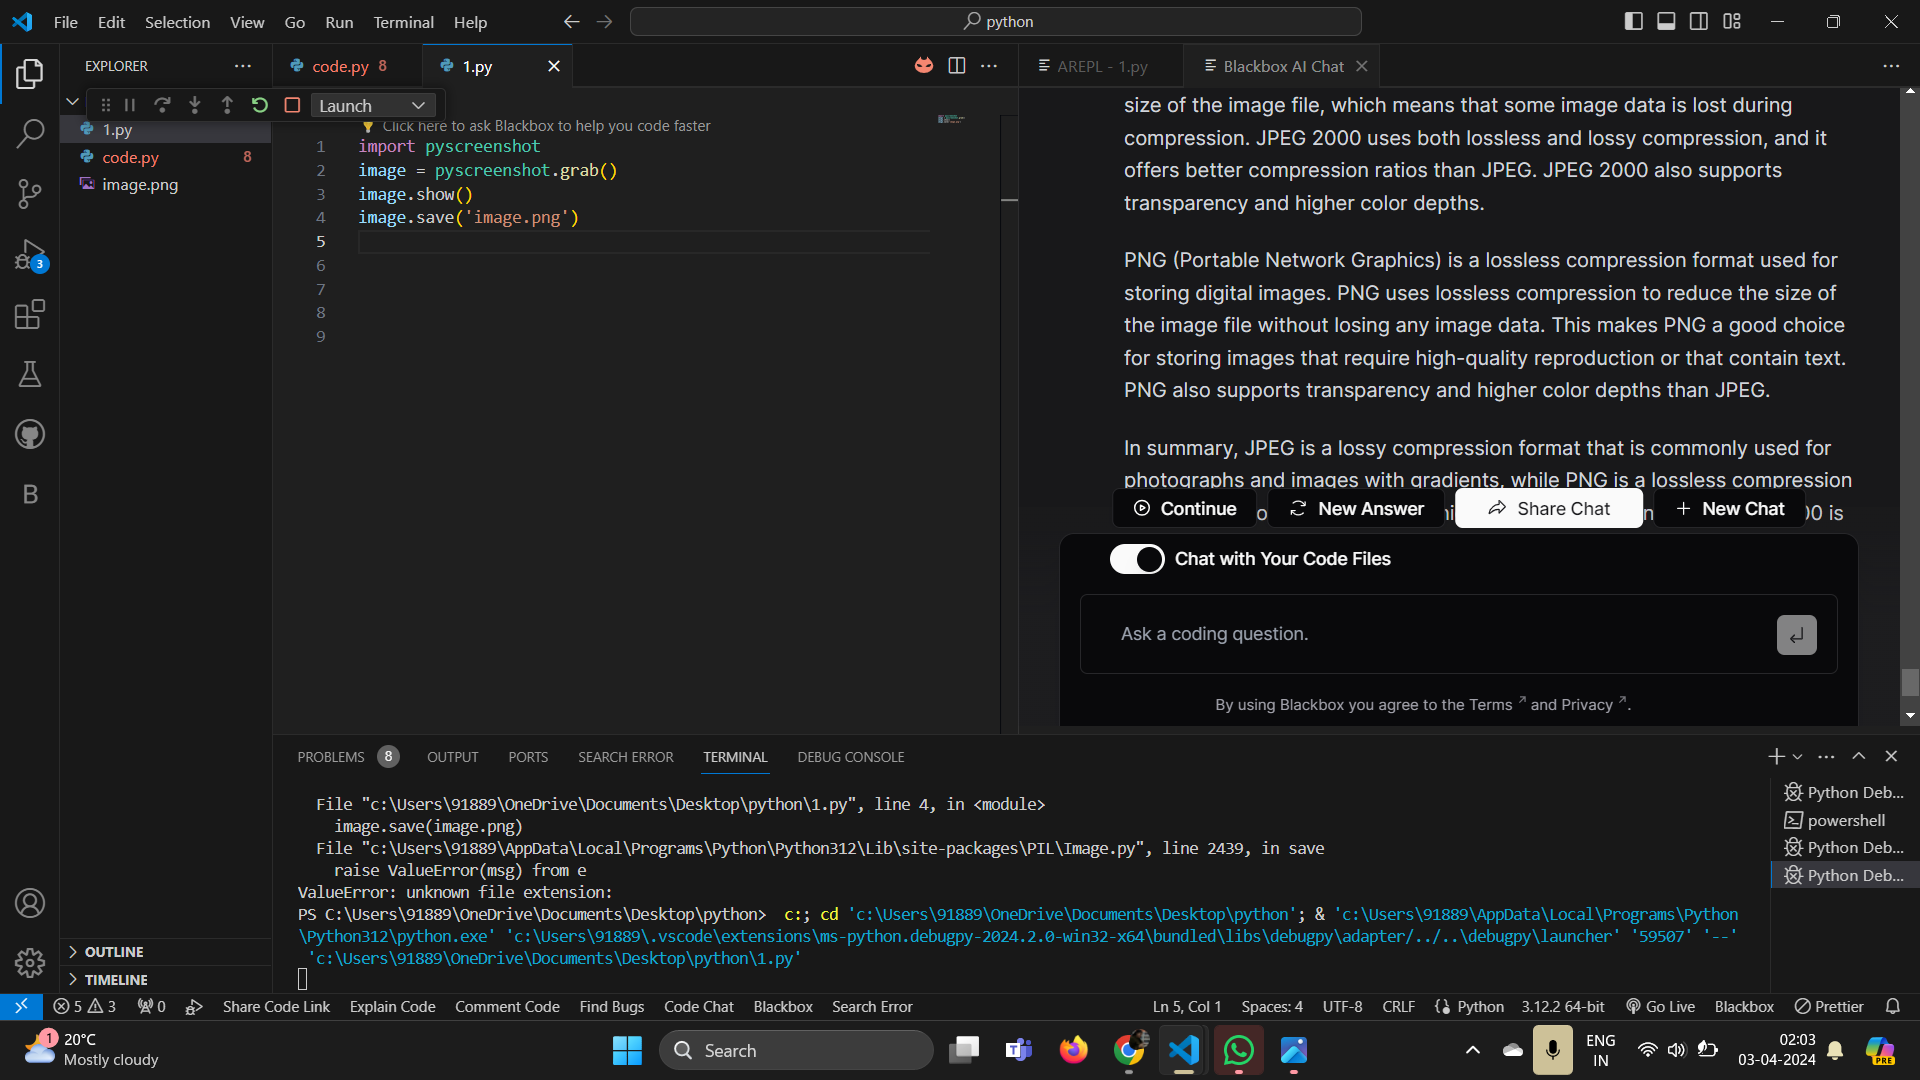 File Edit Selection View Go Run Terminal Help
python
EXPLORER
code.py 8
1.py
AREPL - 1.py
Blackbox AI Chat
Launch
1.py
code.py 8
image.png
Click here to ask Blackbox to help you code faster
1 import pyscreenshot
2 image = pyscreenshot.grab()
3 image.show()
4 image.save('image.png')
5
6
7
8
9
size of the image file, which means that some image data is lost during
compression. JPEG 2000 uses both lossless and lossy compression, and it
offers better compression ratios than JPEG. JPEG 2000 also supports
transparency and higher color depths.
PNG (Portable Network Graphics) is a lossless compression format used for
storing digital images. PNG uses lossless compression to reduce the size of
the image file without losing any image data. This makes PNG a good choice
for storing images that require high-quality reproduction or that contain text.
PNG also supports transparency and higher color depths than JPEG.
In summary, JPEG is a lossy compression format that is commonly used for
photographs and images with gradients, while PNG is a lossless compression
00 is
Continue New Answer Share Chat New Chat
Chat with Your Code Files
Ask a coding question.
By using Blackbox you agree to the Terms and Privacy .
3
B
PROBLEMS 8 OUTPUT PORTS SEARCH ERROR TERMINAL DEBUG CONSOLE
File "c:\Users\91889\OneDrive\Documents\Desktop\python\1.py", line 4, in <module>
image.save(image.png)
File "c:\Users\91889\AppData\Local\Programs\Python\Python312\Lib\site-packages\PIL\Image.py", line 2439, in save
raise ValueError(msg) from e
ValueError: unknown file extension:
PS C:\Users\91889\OneDrive\Documents\Desktop\python>  c:; cd 'c:\Users\91889\OneDrive\Documents\Desktop\python'; & 'c:\Users\91889\AppData\Local\Programs\Python
\Python312\python.exe' 'c:\Users\91889\.vscode\extensions\ms-python.debugpy-2024.2.0-win32-x64\bundled\libs\debugpy\adapter/../..\debugpy\launcher' '59507' '--'
'c:\Users\91889\OneDrive\Documents\Desktop\python\1.py'
Python Deb...
powershell
Python Deb...
Python Deb...
OUTLINE
TIMELINE
5 3 0 Share Code Link Explain Code Comment Code Find Bugs Code Chat Blackbox Search Error
Ln 5, Col 1 Spaces: 4 UTF-8 CRLF Python 3.12.2 64-bit Go Live Blackbox Prettier
1
20°C
Mostly cloudy
Search
ENG
IN
02:03
03-04-2024
PRE